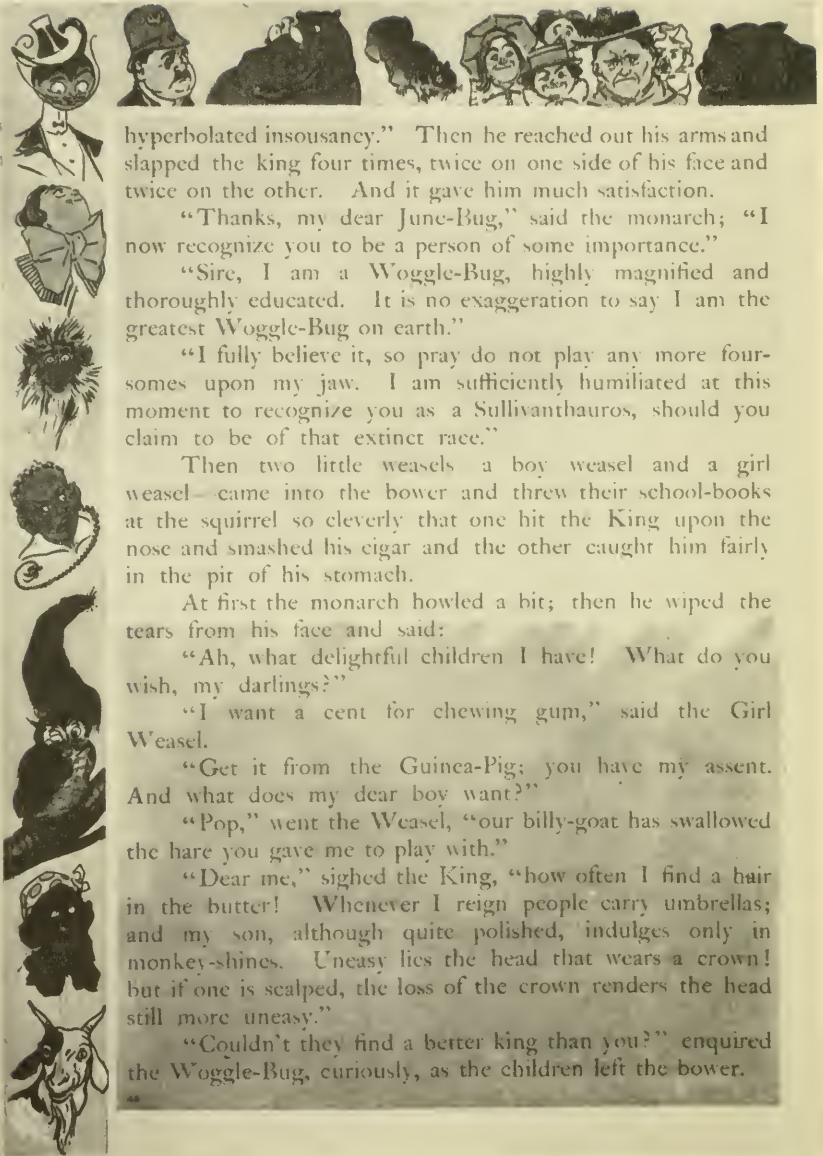 hyperbolated insousancy.” Then he reached out his arms and
slapped the king four times, twice on one side of his face and
twice on the other. And it gave him much satisfaction.
“Thanks, my dear June-Bug,” said the monarch; “I
now recognize you to be a person of some importance.”
“Sire, I am a Woggle-Bug, highly magnified and
thoroughly educated. It is no exaggeration to say I am the
greatest Woggle-Bug on earth.”
“I fully believe it, so pray do not play any more four-
somes upon my jaw. I am sufficiently humiliated at this
moment to recognize you as a Sullivanthauros, should you
claim to be of that extinct race.”
Then two little weasels a boy weasel and a girl
weasel—came into the bower and threw their school-books
at the squirrel so cleverly that one hit the King upon the
nose and smashed his cigar and the other caught him fairly
in the pit of his stomach.
At first the monarch howled a bit; then he wiped the
tears from his face and said:
“Ah, what delightful children I have! What do you
wish, my darlings?”
“I want a cent for chewing gum,” said the Girl
Weasel.
“Get it from the Guinea-Pig; you have my assent.
And what does my dear boy want?”
“Pop,” went the Weasel, “our billy-goat has swallowed
the hare you gave me to play with.”
“Dear me,” sighed the King, “how often I find a hair
in the butter! Whenever I reign people carry umbrellas;
and my son, although quite polished, indulges only in
monkey-shines. Uneasy lies the head that wears a crown!
but if one is scalped, the loss of the crown renders the head
still more uneasy.”
“Couldn't they find a better king than you?” enquired
the Woggle-Bug, curiously, as the children left the bower.